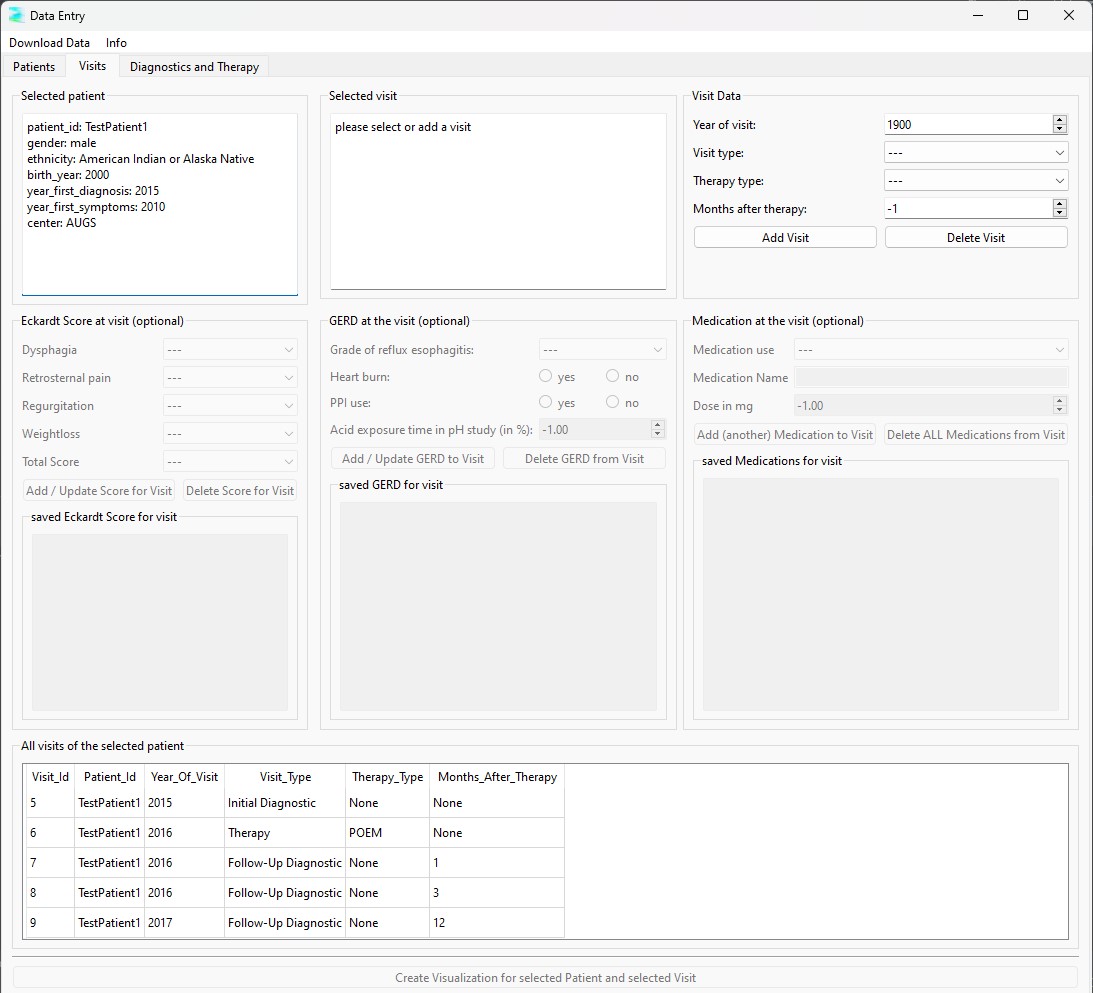 Data Entry
Download Data Info
Patients Visits Diagnostics and Therapy
Selected patient
patient_id: TestPatient1
gender: male
ethnicity: American Indian or Alaska Native
birth_year: 2000
year_first_diagnosis: 2015
year_first_symptoms: 2010
center: AUGS
Selected visit
please select or add a visit
Visit Data
Year of visit: 1900
Visit type: ---
Therapy type: ---
Months after therapy: -1
Add Visit Delete Visit
Eckardt Score at visit (optional)
Dysphagia ---
Retrosternal pain ---
Regurgitation ---
Weightloss ---
Total Score ---
Add / Update Score for Visit Delete Score for Visit
saved Eckardt Score for visit
GERD at the visit (optional)
Grade of reflux esophagitis: ---
Heart burn: yes no
PPI use: yes no
Acid exposure time in pH study (in %): -1.00
Add / Update GERD to Visit Delete GERD from Visit
saved GERD for visit
Medication at the visit (optional)
Medication use ---
Medication Name
Dose in mg -1.00
Add (another) Medication to Visit Delete ALL Medications from Visit
saved Medications for visit
All visits of the selected patient
Visit_Id Patient_Id Year_Of_Visit Visit_Type Therapy_Type Months_After_Therapy
5 TestPatient1 2015 Initial Diagnostic None None
6 TestPatient1 2016 Therapy POEM None
7 TestPatient1 2016 Follow-Up Diagnostic None 1
8 TestPatient1 2016 Follow-Up Diagnostic None 3
9 TestPatient1 2017 Follow-Up Diagnostic None 12
Create Visualization for selected Patient and selected Visit